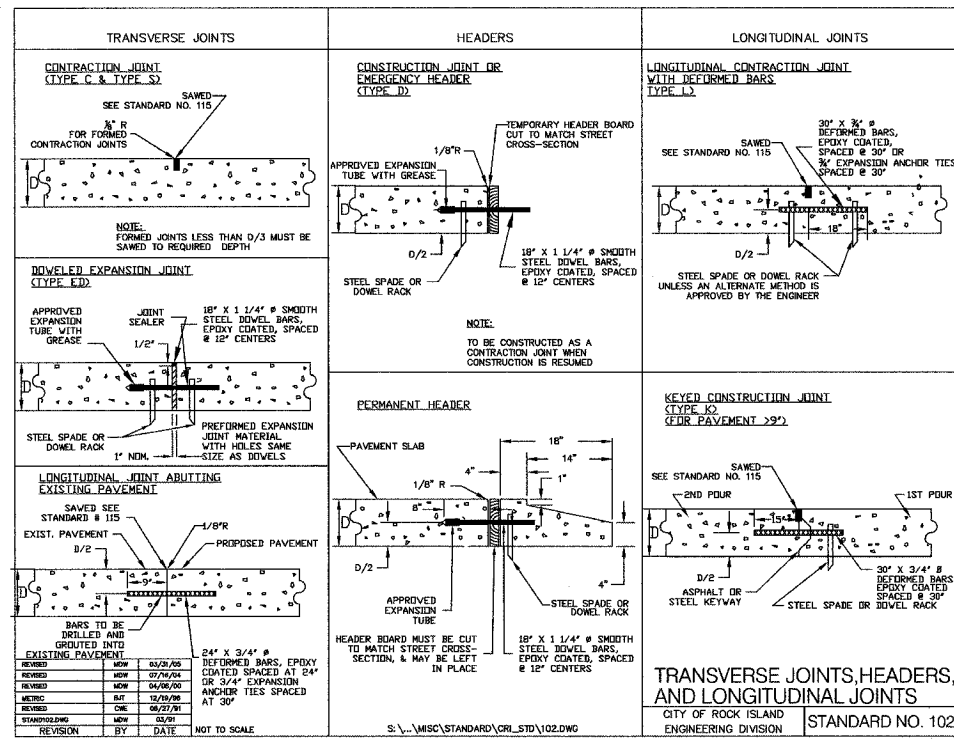 TRANSVERSE JOINTS
CONTRACTION JOINT
(TYPE C & TYPE S)
SAWED
SEE STANDARD NO. 115
⅛" R
FOR FORMED
CONTRACTION JOINTS
D
NOTE:
FORMED JOINTS LESS THAN D/3 MUST BE
SAWED TO REQUIRED DEPTH
DOWELED EXPANSION JOINT
(TYPE ED)
APPROVED
EXPANSION
TUBE WITH
GREASE
JOINT
SEALER
1/2"
18" X 1 1/4" ø SMOOTH
STEEL DOWEL BARS,
EPOXY COATED, SPACED
@ 12" CENTERS
D
STEEL SPADE OR
DOWEL RACK
1" NOM.
PREFORMED EXPANSION
JOINT MATERIAL
WITH HOLES SAME
SIZE AS DOWELS
LONGITUDINAL JOINT ABUTTING
EXISTING PAVEMENT
SAWED SEE
STANDARD # 115
1/8"R
EXIST. PAVEMENT
PROPOSED PAVEMENT
D/2
9"
D
BARS TO BE
DRILLED AND
GROUTED INTO
EXISTING PAVEMENT
24" X 3/4" ø
DEFORMED BARS, EPOXY
COATED SPACED AT 24"
OR 3/4" EXPANSION
ANCHOR TIES SPACED
AT 30"
REVISED MDW 03/31/05
REVISED MDW 07/16/04
REVISED MDW 04/06/00
METRIC BJT 12/19/96
REVISED CWE 06/27/91
STAND102.DWG MDW 03/91
REVISION BY DATE
NOT TO SCALE
HEADERS
CONSTRUCTION JOINT OR
EMERGENCY HEADER
(TYPE D)
TEMPORARY HEADER BOARD
CUT TO MATCH STREET
CROSS-SECTION
1/8"R
APPROVED EXPANSION
TUBE WITH GREASE
D
D/2
STEEL SPADE OR
DOWEL RACK
18" X 1 1/4" ø SMOOTH
STEEL DOWEL BARS,
EPOXY COATED, SPACED
@ 12" CENTERS
NOTE:
TO BE CONSTRUCTED AS A
CONTRACTION JOINT WHEN
CONSTRUCTION IS RESUMED
PERMANENT HEADER
18"
PAVEMENT SLAB
14"
4"
1"
1/8" R
8"
D
D/2
4"
APPROVED
EXPANSION
TUBE
STEEL SPADE OR
DOWEL RACK
HEADER BOARD MUST BE CUT
TO MATCH STREET CROSS-
SECTION, & MAY BE LEFT
IN PLACE
18" X 1 1/4" ø SMOOTH
STEEL DOWEL BARS,
EPOXY COATED, SPACED
@ 12" CENTERS
S:\...\MISC\STANDARD\CRI_STD\102.DWG
LONGITUDINAL JOINTS
LONGITUDINAL CONTRACTION JOINT
WITH DEFORMED BARS
TYPE L)
SAWED
SEE STANDARD NO. 115
30" X ¾" ø
DEFORMED BARS,
EPOXY COATED,
SPACED @ 30" OR
¾" EXPANSION ANCHOR TIES
SPACED @ 30"
D
18"
D/2
STEEL SPADE OR DOWEL RACK
UNLESS AN ALTERNATE METHOD IS
APPROVED BY THE ENGINEER
KEYED CONSTRUCTION JOINT
(TYPE K)
(FOR PAVEMENT >9")
SAWED
SEE STANDARD NO. 115
2ND POUR
1ST POUR
15"
D
D/2
ASPHALT OR
STEEL KEYWAY
30" X 3/4" ø
DEFORMED BARS
EPOXY COATED
SPACED @ 30"
STEEL SPADE OR DOWEL RACK
TRANSVERSE JOINTS,HEADERS,
AND LONGITUDINAL JOINTS
CITY OF ROCK ISLAND
ENGINEERING DIVISION
STANDARD NO. 102